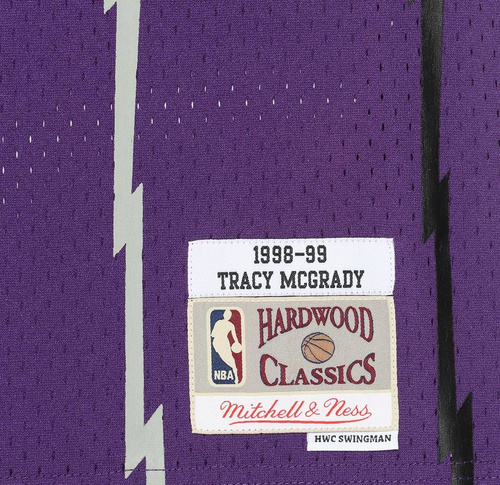 1998-99
TRACY MCGRADY
HARDWOOD
CLASSICS
NBA
Mitchell & Ness
HWC SWINGMAN